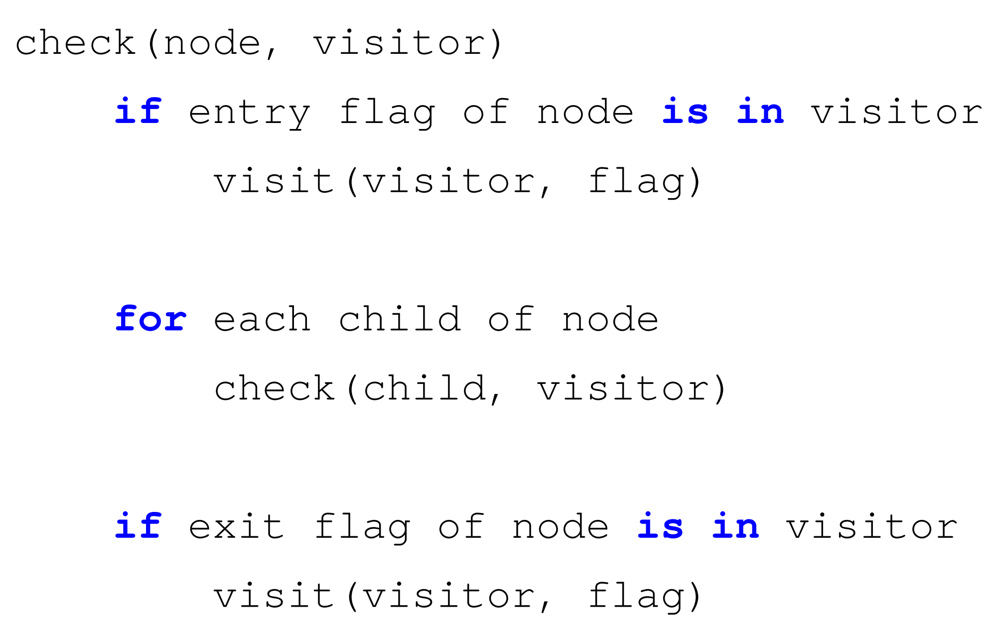 check(node, visitor)
if entry flag of node is in visitor
visit(visitor, flag)
for each child of node
check(child, visitor)
if exit flag of node is in visitor
visit(visitor, flag)